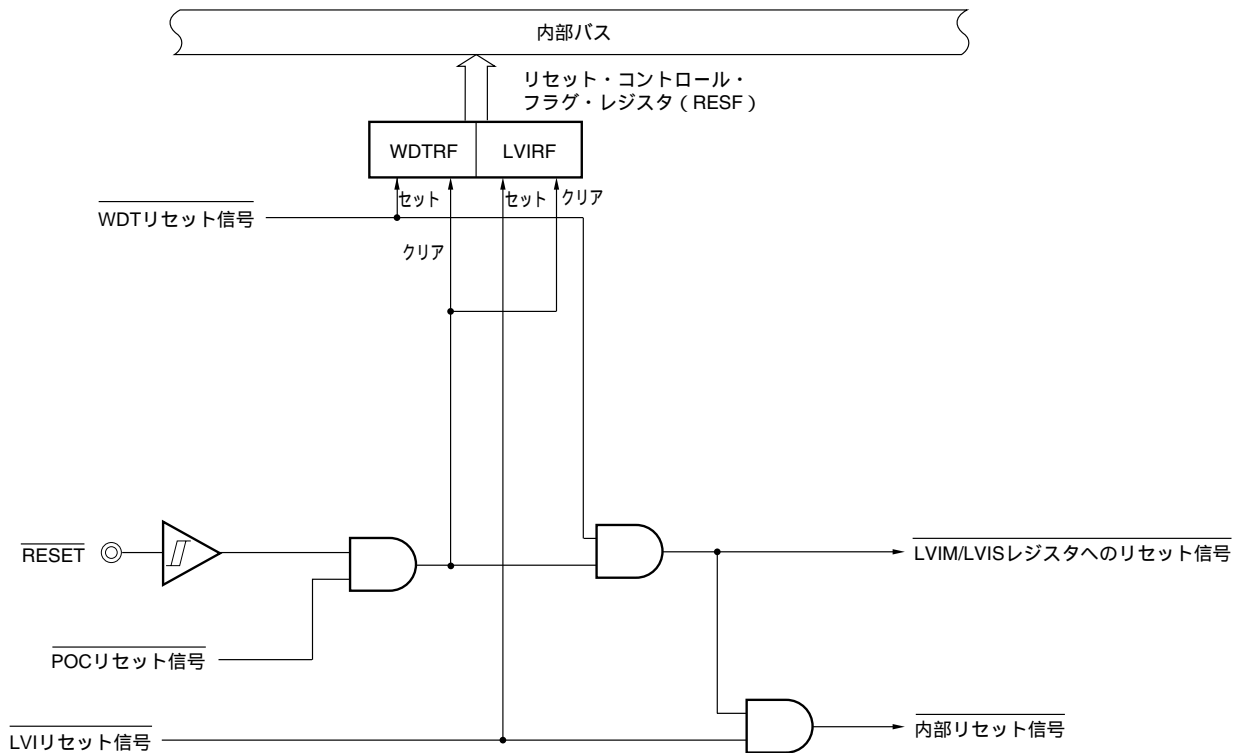 内部バス
リセット・コントロール・
フラグ・レジスタ（RESF）
WDTRF
LVIRF
セット
セット
クリア
WDTリセット信号
クリア
RESET
LVIM/LVISレジスタへのリセット信号
POCリセット信号
LVIリセット信号
内部リセット信号